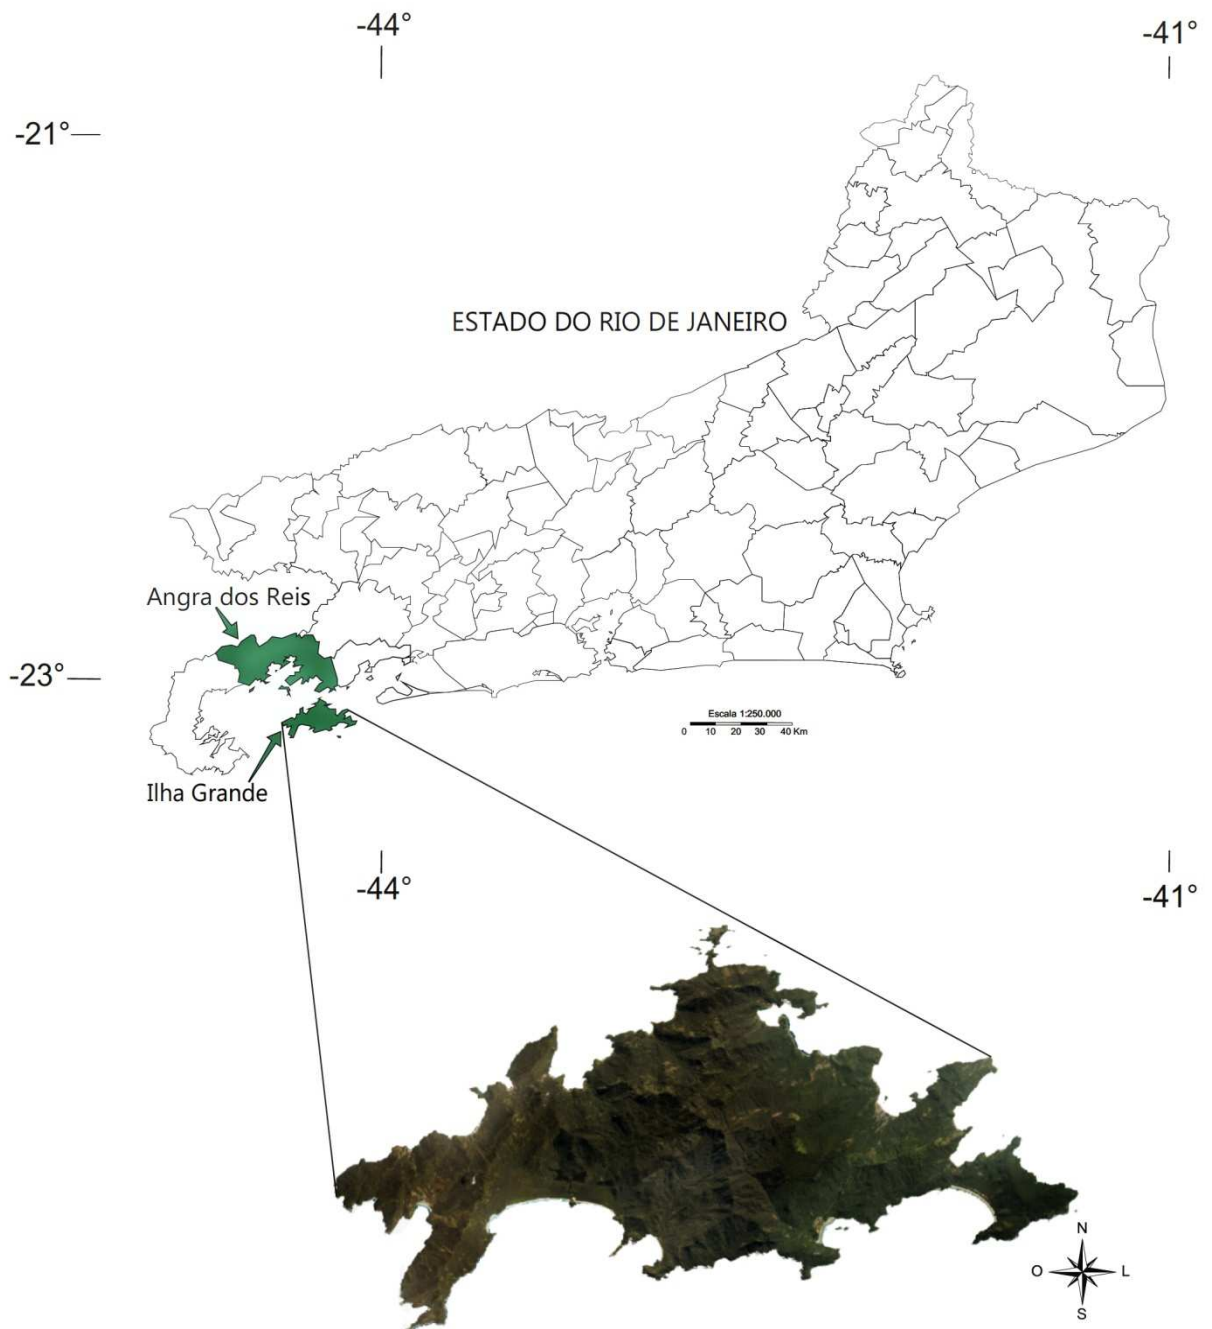 -44°
-41°
-21°
ESTADO DO RIO DE JANEIRO
Angra dos Reis
-23°
Escala 1:250.000
0 10 20 30 40 Km
Ilha Grande
-44°
-41°
N
O L
S